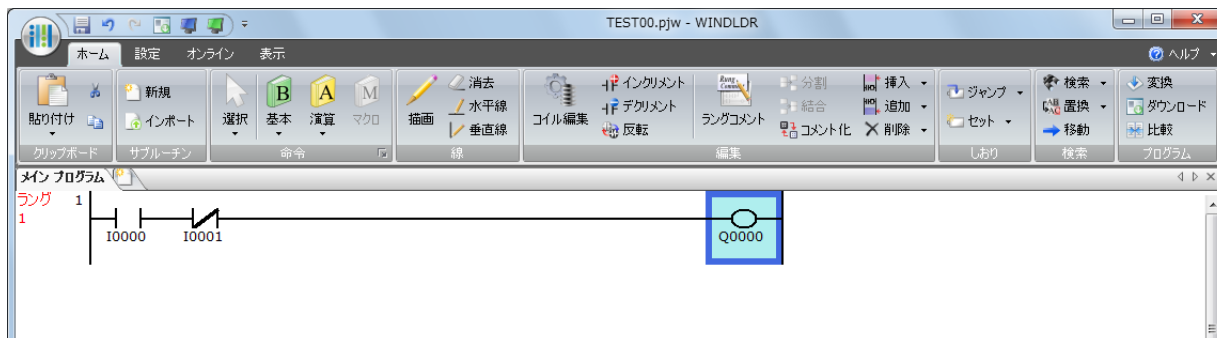 TEST00.pjw - WINDLDR
ホーム 設定 オンライン 表示 ヘルプ
貼り付け 新規 インポート 選択 B 基本 A 演算 M マクロ 描画 消去 水平線 垂直線 コイル編集 インクリメント デクリメント 反転 ラングコメント 分割 結合 コメント化 挿入 追加 削除 ジャンプ セット 検索 置換 移動 変換 ダウンロード 比較
クリップボード サブルーチン 命令 線 編集 しおり 検索 プログラム
メイン プログラム
ラング 1
1
I0000 I0001 Q0000